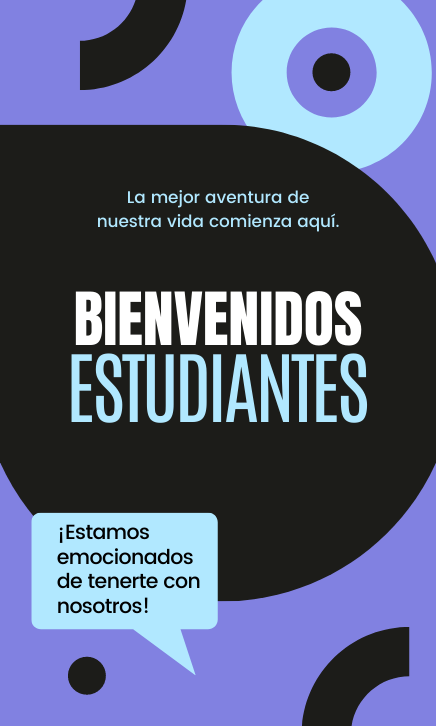 La mejor aventura de
nuestra vida comienza aquí.
BIENVENIDOS
ESTUDIANTES
¡Estamos
emocionados
de tenerte con
nosotros!